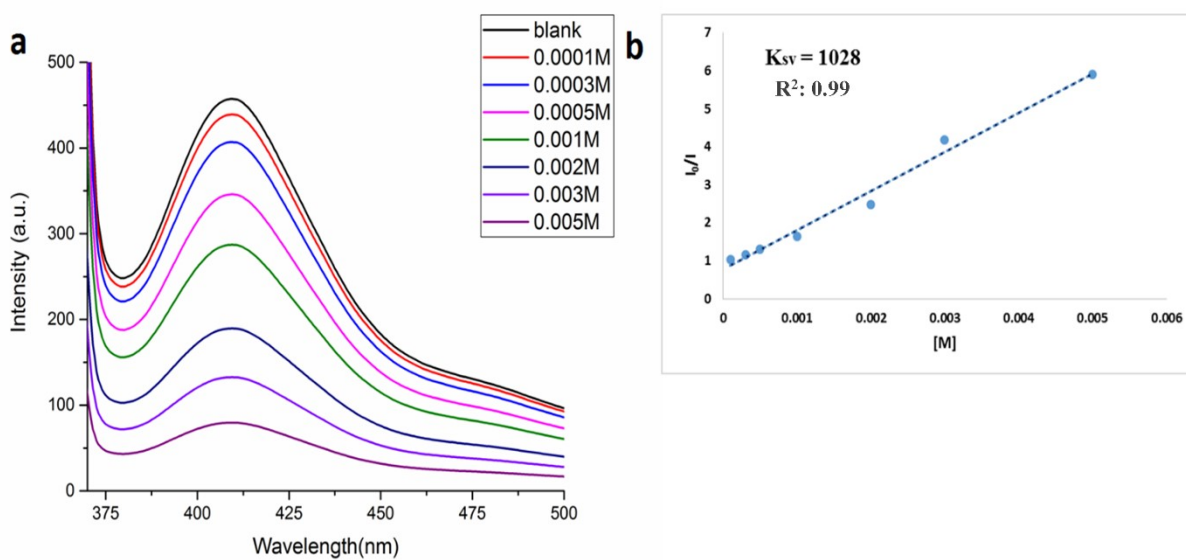 a
blank
0.0001M
0.0003M
0.0005M
0.001M
0.002M
0.003M
0.005M
500
400
300
200
100
0
Intensity (a.u.)
375
400
425
450
475
500
Wavelength(nm)
b
Ksv = 1028
R²: 0.99
7
6
5
4
3
2
1
0
I₀/I
0
0.001
0.002
0.003
0.004
0.005
0.006
[M]